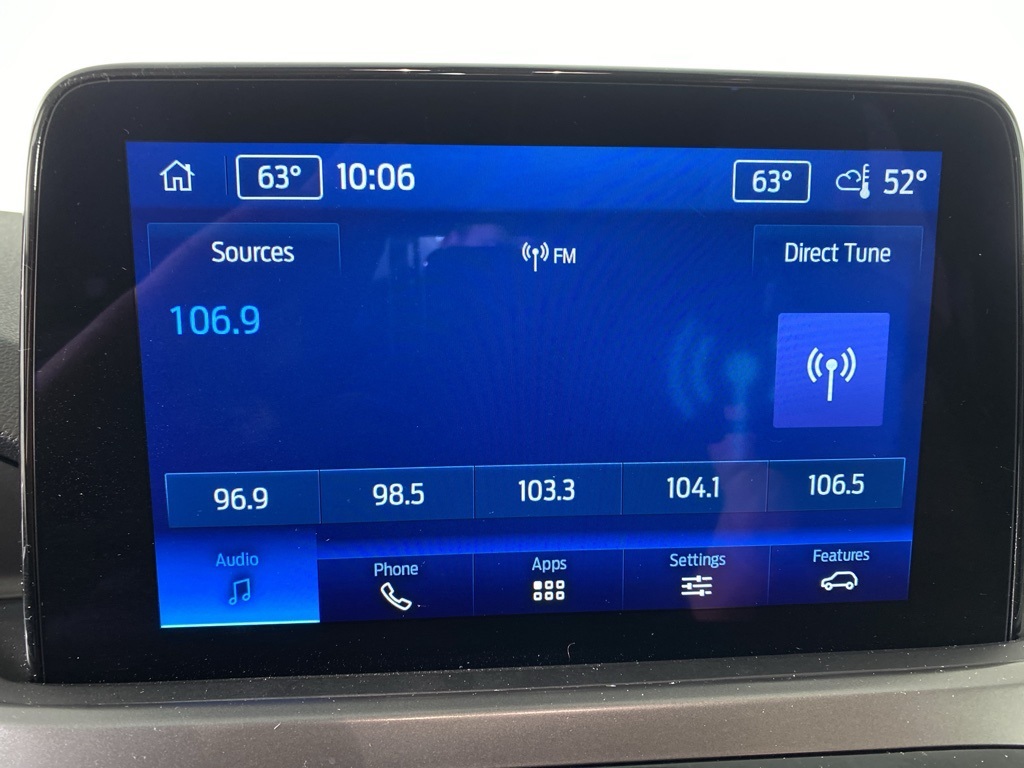 63° 10:06 63° 52°
Sources FM Direct Tune
106.9
96.9 98.5 103.3 104.1 106.5
Audio Phone Apps Settings Features